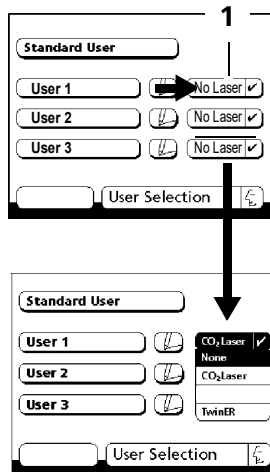 1
Standard User
User 1 No Laser
User 2 No Laser
User 3 No Laser
User Selection
Standard User
User 1 CO₂Laser
None
User 2 CO₂Laser
User 3 TwinER
User Selection